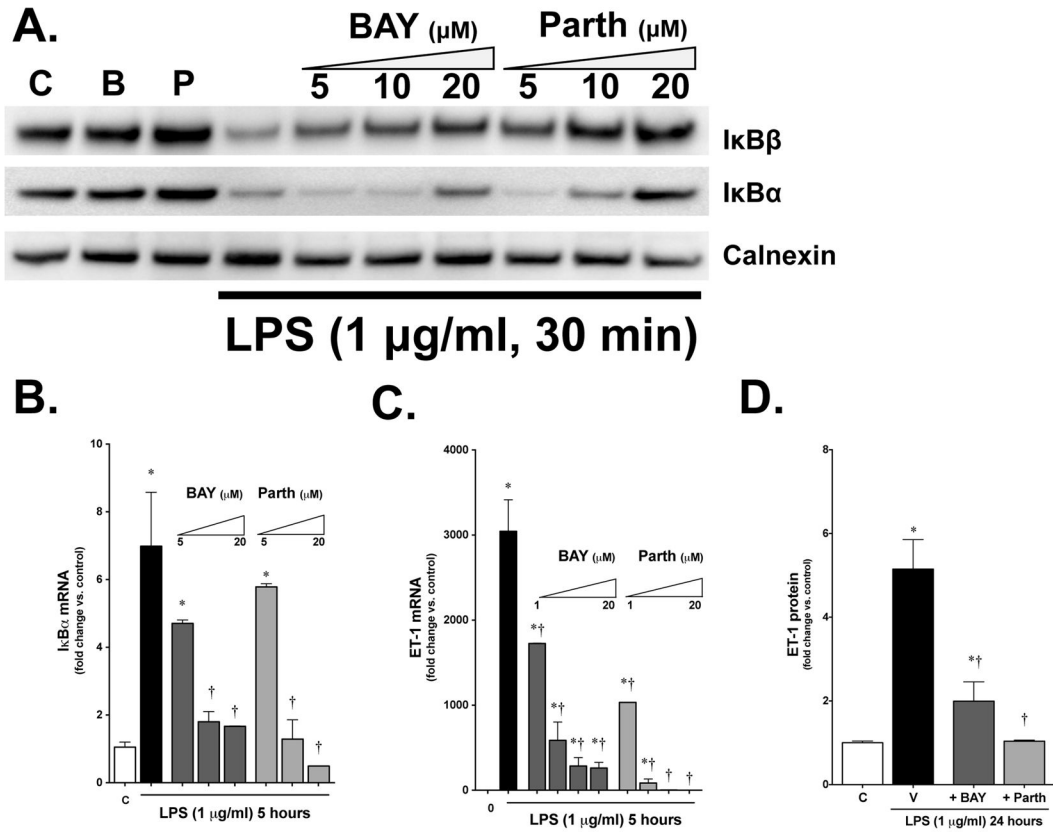 A.
BAY (µM)
Parth (µM)
C B P 5 10 20 5 10 20
IκBβ
IκBα
Calnexin
LPS (1 µg/ml, 30 min)
B.
IκBα mRNA
(fold change vs. control)
10
8
6
4
2
0
*
*
†
†
*
†
†
BAY (µM)
5 20
Parth (µM)
5 20
C
LPS (1 µg/ml) 5 hours
C.
ET-1 mRNA
(fold change vs. control)
4000
3000
2000
1000
0
*
*†
*†
*†
*†
*†
*†
†
†
BAY (µM)
1 20
Parth (µM)
1 20
0
LPS (1 µg/ml) 5 hours
D.
ET-1 protein
(fold change vs. control)
8
6
4
2
0
*
*†
†
C V + BAY + Parth
LPS (1 µg/ml) 24 hours